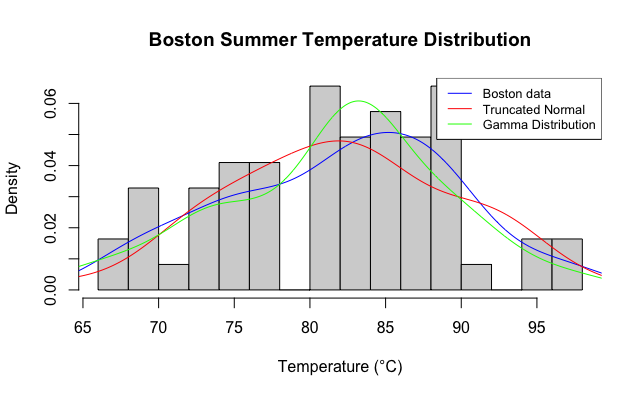 Boston Summer Temperature Distribution
Boston data
Truncated Normal
Gamma Distribution
Density
0.06
0.04
0.02
0.00
65 70 75 80 85 90 95
Temperature (°C)